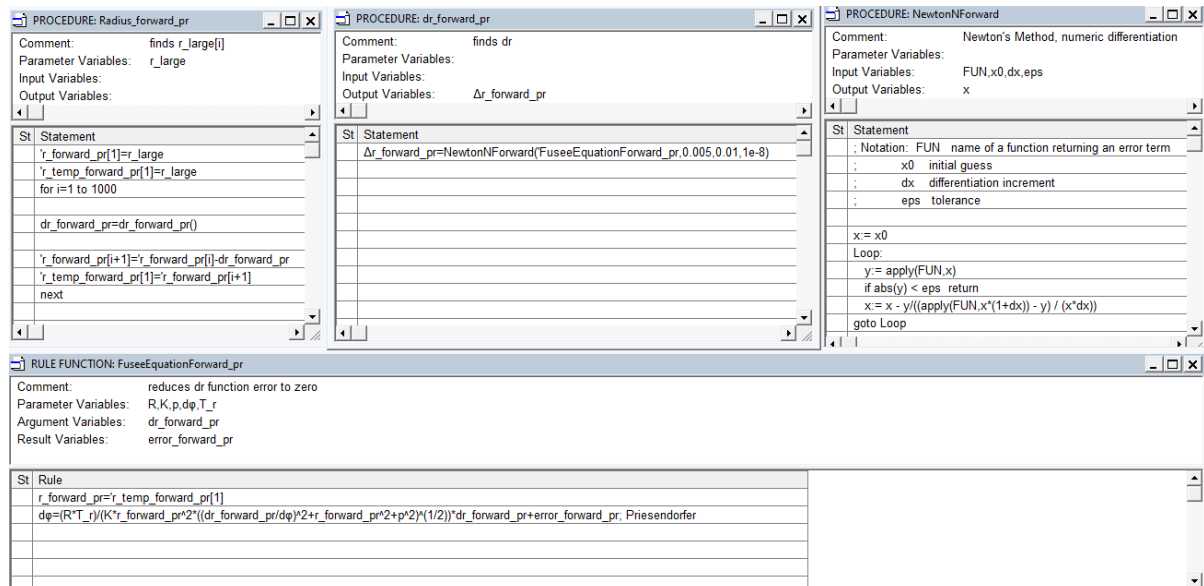 PROCEDURE: Radius_forward_pr
Comment: finds r_large[i]
Parameter Variables: r_large
Input Variables:
Output Variables:
St Statement
'r_forward_pr[1]=r_large
'r_temp_forward_pr[1]=r_large
for i=1 to 1000
dr_forward_pr=dr_forward_pr()
'r_forward_pr[i+1]='r_forward_pr[i]-dr_forward_pr
'r_temp_forward_pr[1]='r_forward_pr[i+1]
next
PROCEDURE: dr_forward_pr
Comment: finds dr
Parameter Variables:
Input Variables:
Output Variables: Δr_forward_pr
St Statement
Δr_forward_pr=NewtonNForward('FuseeEquationForward_pr,0.005,0.01,1e-8)
PROCEDURE: NewtonNForward
Comment: Newton's Method, numeric differentiation
Parameter Variables:
Input Variables: FUN,x0,dx,eps
Output Variables: x
St Statement
; Notation: FUN name of a function returning an error term
; x0 initial guess
; dx differentiation increment
; eps tolerance
x:= x0
Loop:
y:= apply(FUN,x)
if abs(y) < eps return
x:= x - y/((apply(FUN,x*(1+dx)) - y) / (x*dx))
goto Loop
RULE FUNCTION: FuseeEquationForward_pr
Comment: reduces dr function error to zero
Parameter Variables: R,K,p,dφ,T_r
Argument Variables: dr_forward_pr
Result Variables: error_forward_pr
St Rule
r_forward_pr='r_temp_forward_pr[1]
dφ=(R*T_r)/(K*r_forward_pr^2*((dr_forward_pr/dφ)^2+r_forward_pr^2+p^2)^(1/2))*dr_forward_pr+error_forward_pr; Priesendorfer